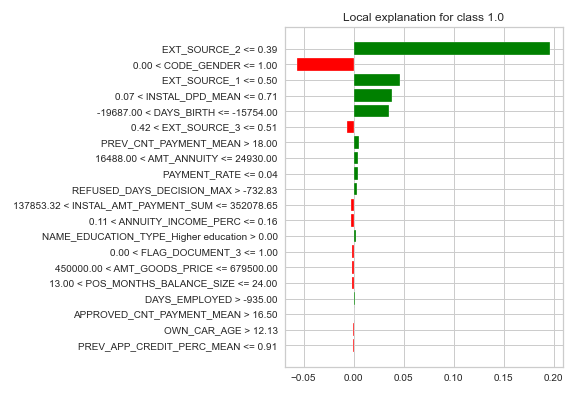 Local explanation for class 1.0
EXT_SOURCE_2 <= 0.39
0.00 < CODE_GENDER <= 1.00
EXT_SOURCE_1 <= 0.50
0.07 < INSTAL_DPD_MEAN <= 0.71
-19687.00 < DAYS_BIRTH <= -15754.00
0.42 < EXT_SOURCE_3 <= 0.51
PREV_CNT_PAYMENT_MEAN > 18.00
16488.00 < AMT_ANNUITY <= 24930.00
PAYMENT_RATE <= 0.04
REFUSED_DAYS_DECISION_MAX > -732.83
137853.32 < INSTAL_AMT_PAYMENT_SUM <= 352078.65
0.11 < ANNUITY_INCOME_PERC <= 0.16
NAME_EDUCATION_TYPE_Higher education > 0.00
0.00 < FLAG_DOCUMENT_3 <= 1.00
450000.00 < AMT_GOODS_PRICE <= 679500.00
13.00 < POS_MONTHS_BALANCE_SIZE <= 24.00
DAYS_EMPLOYED > -935.00
APPROVED_CNT_PAYMENT_MEAN > 16.50
OWN_CAR_AGE > 12.13
PREV_APP_CREDIT_PERC_MEAN <= 0.91
−0.05 0.00 0.05 0.10 0.15 0.20